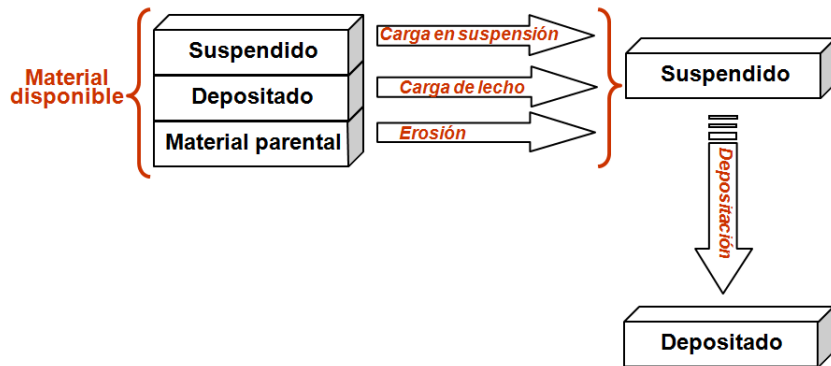 Material
disponible
Suspendido
Depositado
Material parental
Carga en suspensión
Carga de lecho
Erosión
Suspendido
Depositación
Depositado